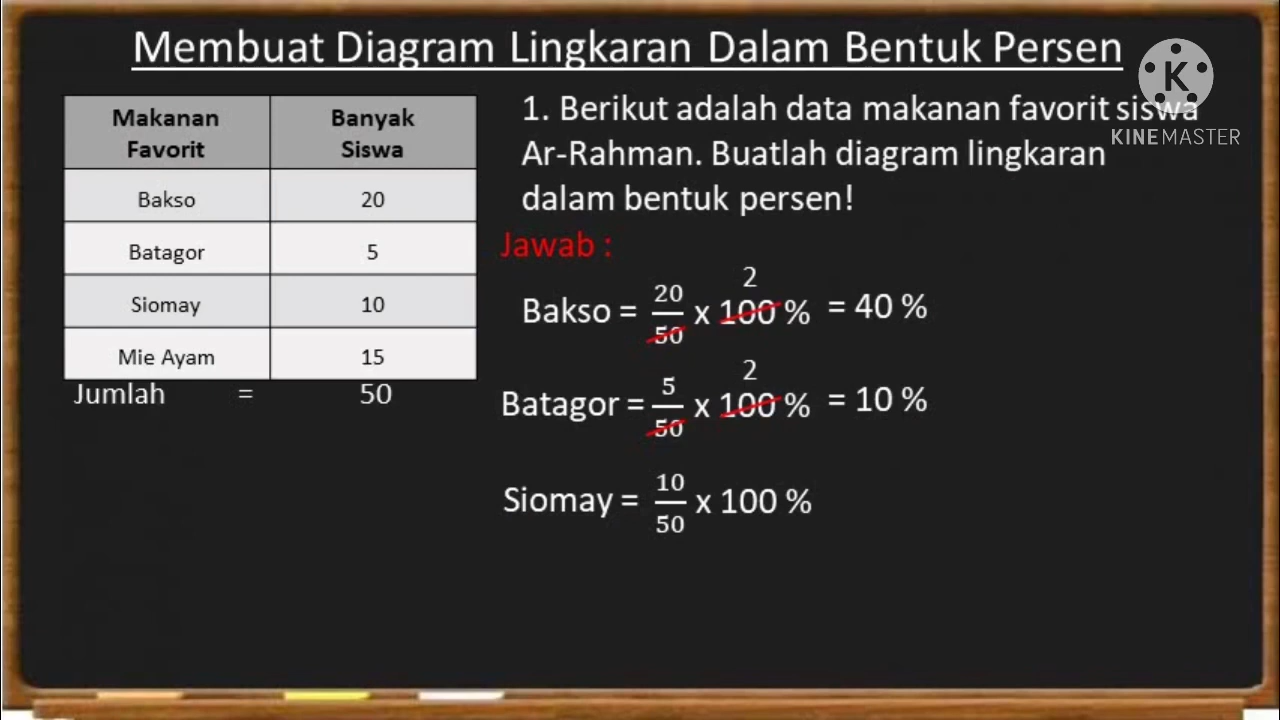 Membuat Diagram Lingkaran Dalam Bentuk Persen
Makanan Favorit Banyak Siswa
Bakso 20
Batagor 5
Siomay 10
Mie Ayam 15
Jumlah = 50
1. Berikut adalah data makanan favorit siswa
Ar-Rahman. Buatlah diagram lingkaran
dalam bentuk persen!
Jawab :
2
Bakso = 20/50 x 100 % = 40 %
2
Batagor = 5/50 x 100 % = 10 %
Siomay = 10/50 x 100 %
K
KINEMASTER